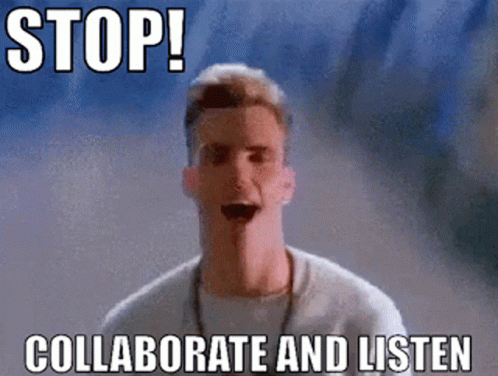 STOP!
COLLABORATE AND LISTEN